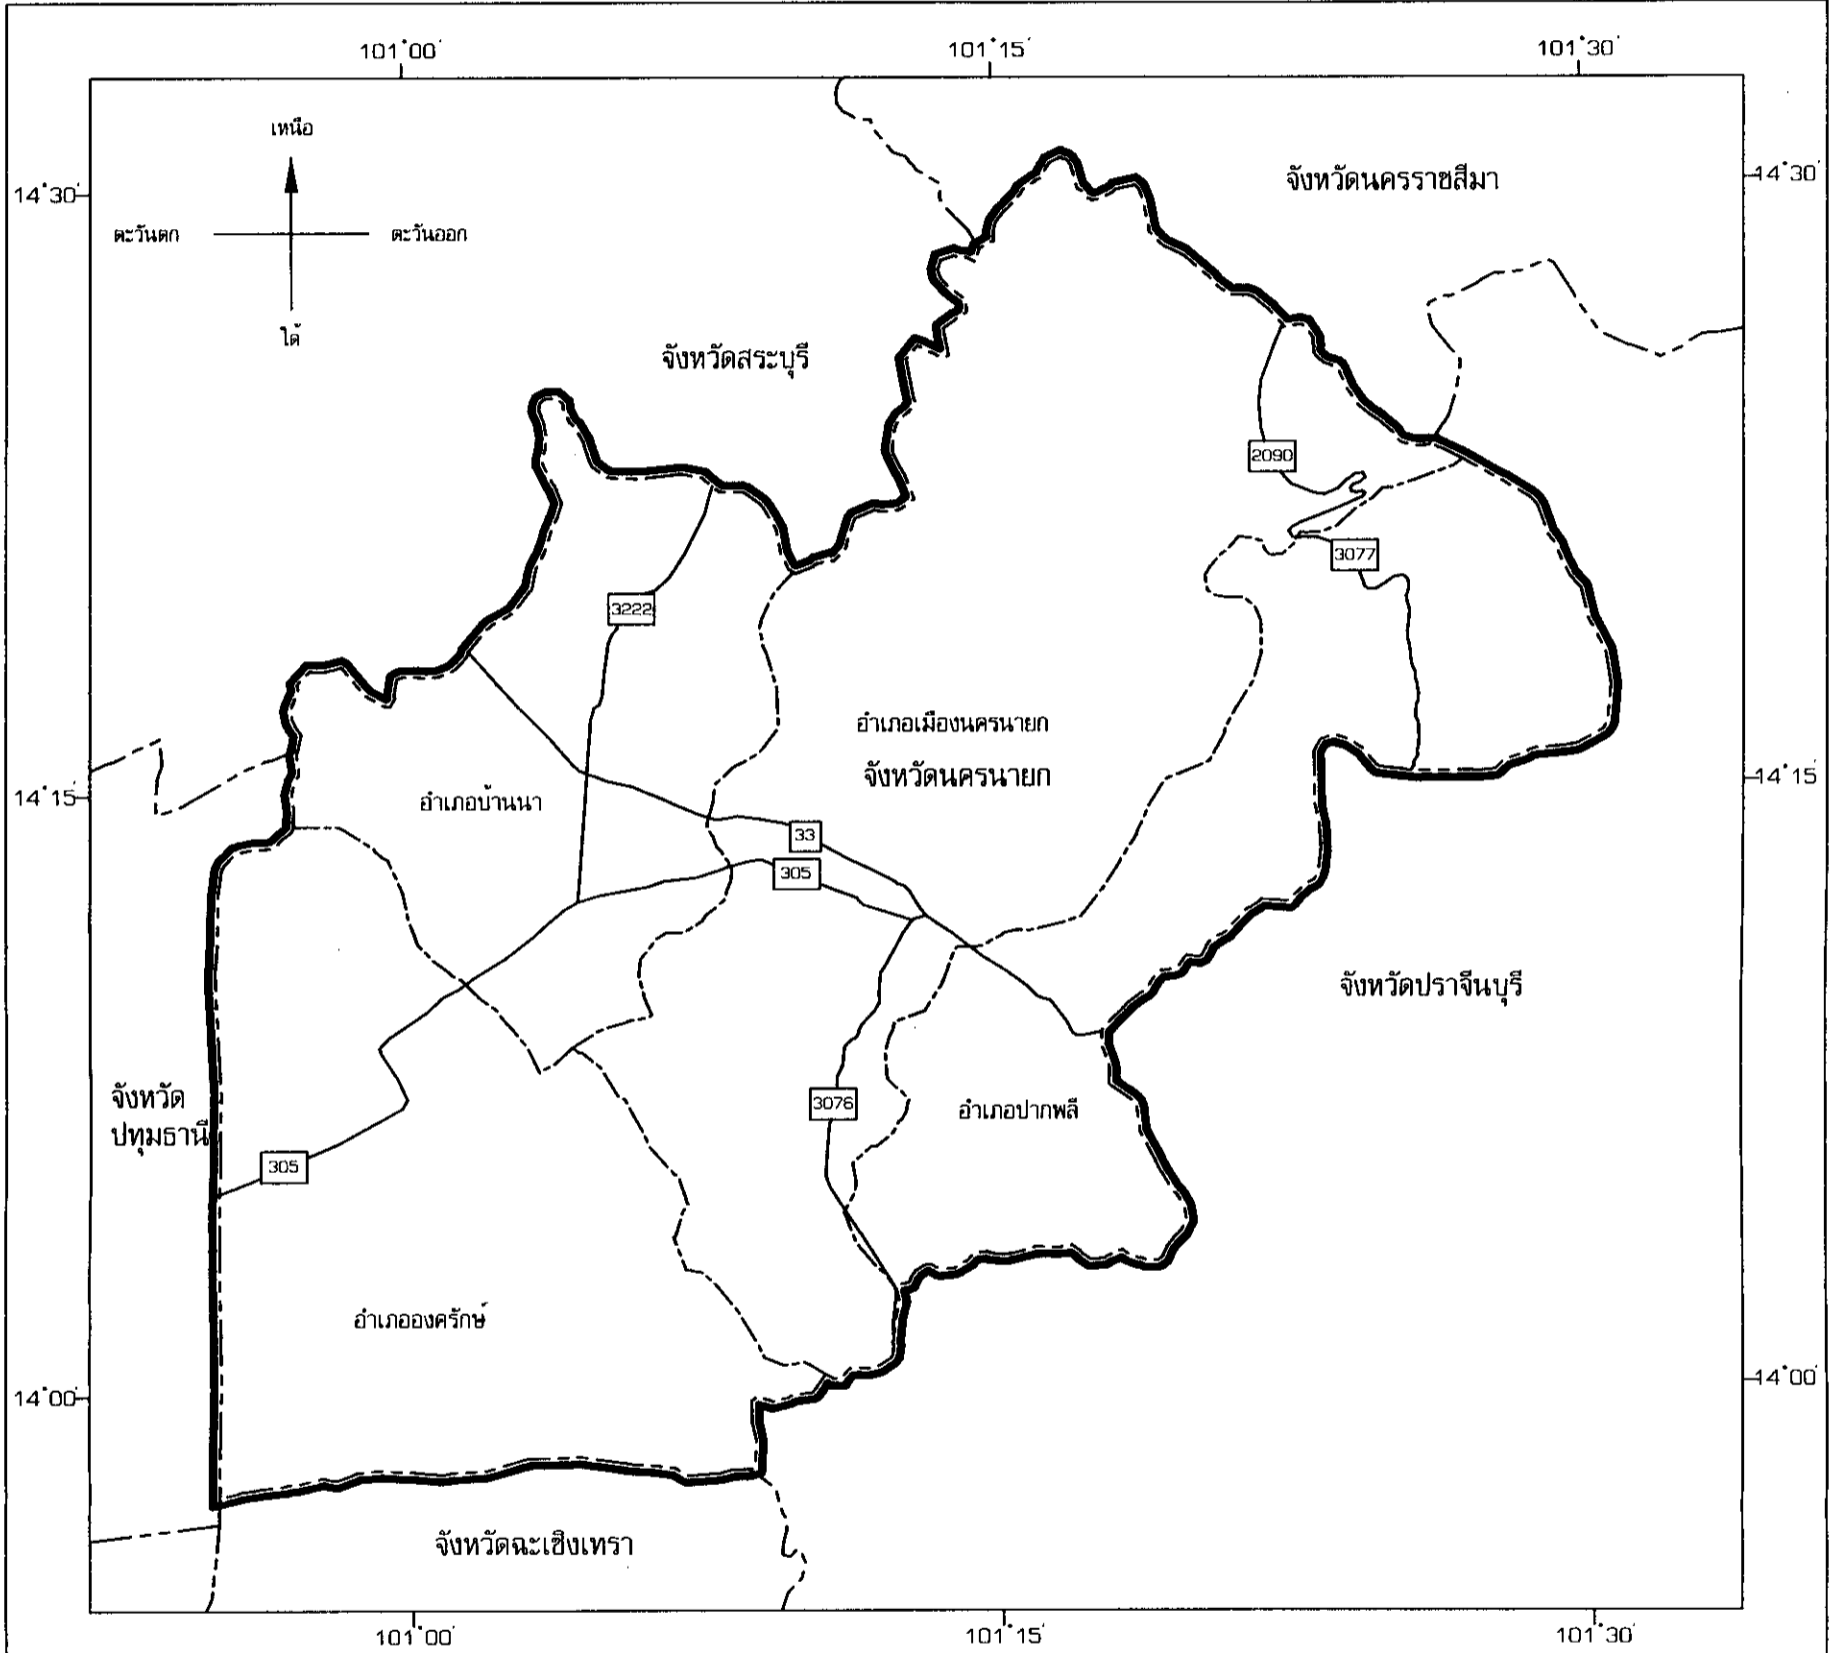 101°00'
101°15'
101°30'
เหนือ
14°30'
จังหวัดนครราชสีมา
14°30'
ตะวันตก
ตะวันออก
ใต้
จังหวัดสระบุรี
2090
3077
3222
อำเภอเมืองนครนายก
จังหวัดนครนายก
14°15'
14°15'
อำเภอบ้านนา
33
305
จังหวัดปราจีนบุรี
จังหวัด
ปทุมธานี
3076
อำเภอปากพลี
305
อำเภอองครักษ์
14°00'
14°00'
จังหวัดฉะเชิงเทรา
101°00'
101°15'
101°30'